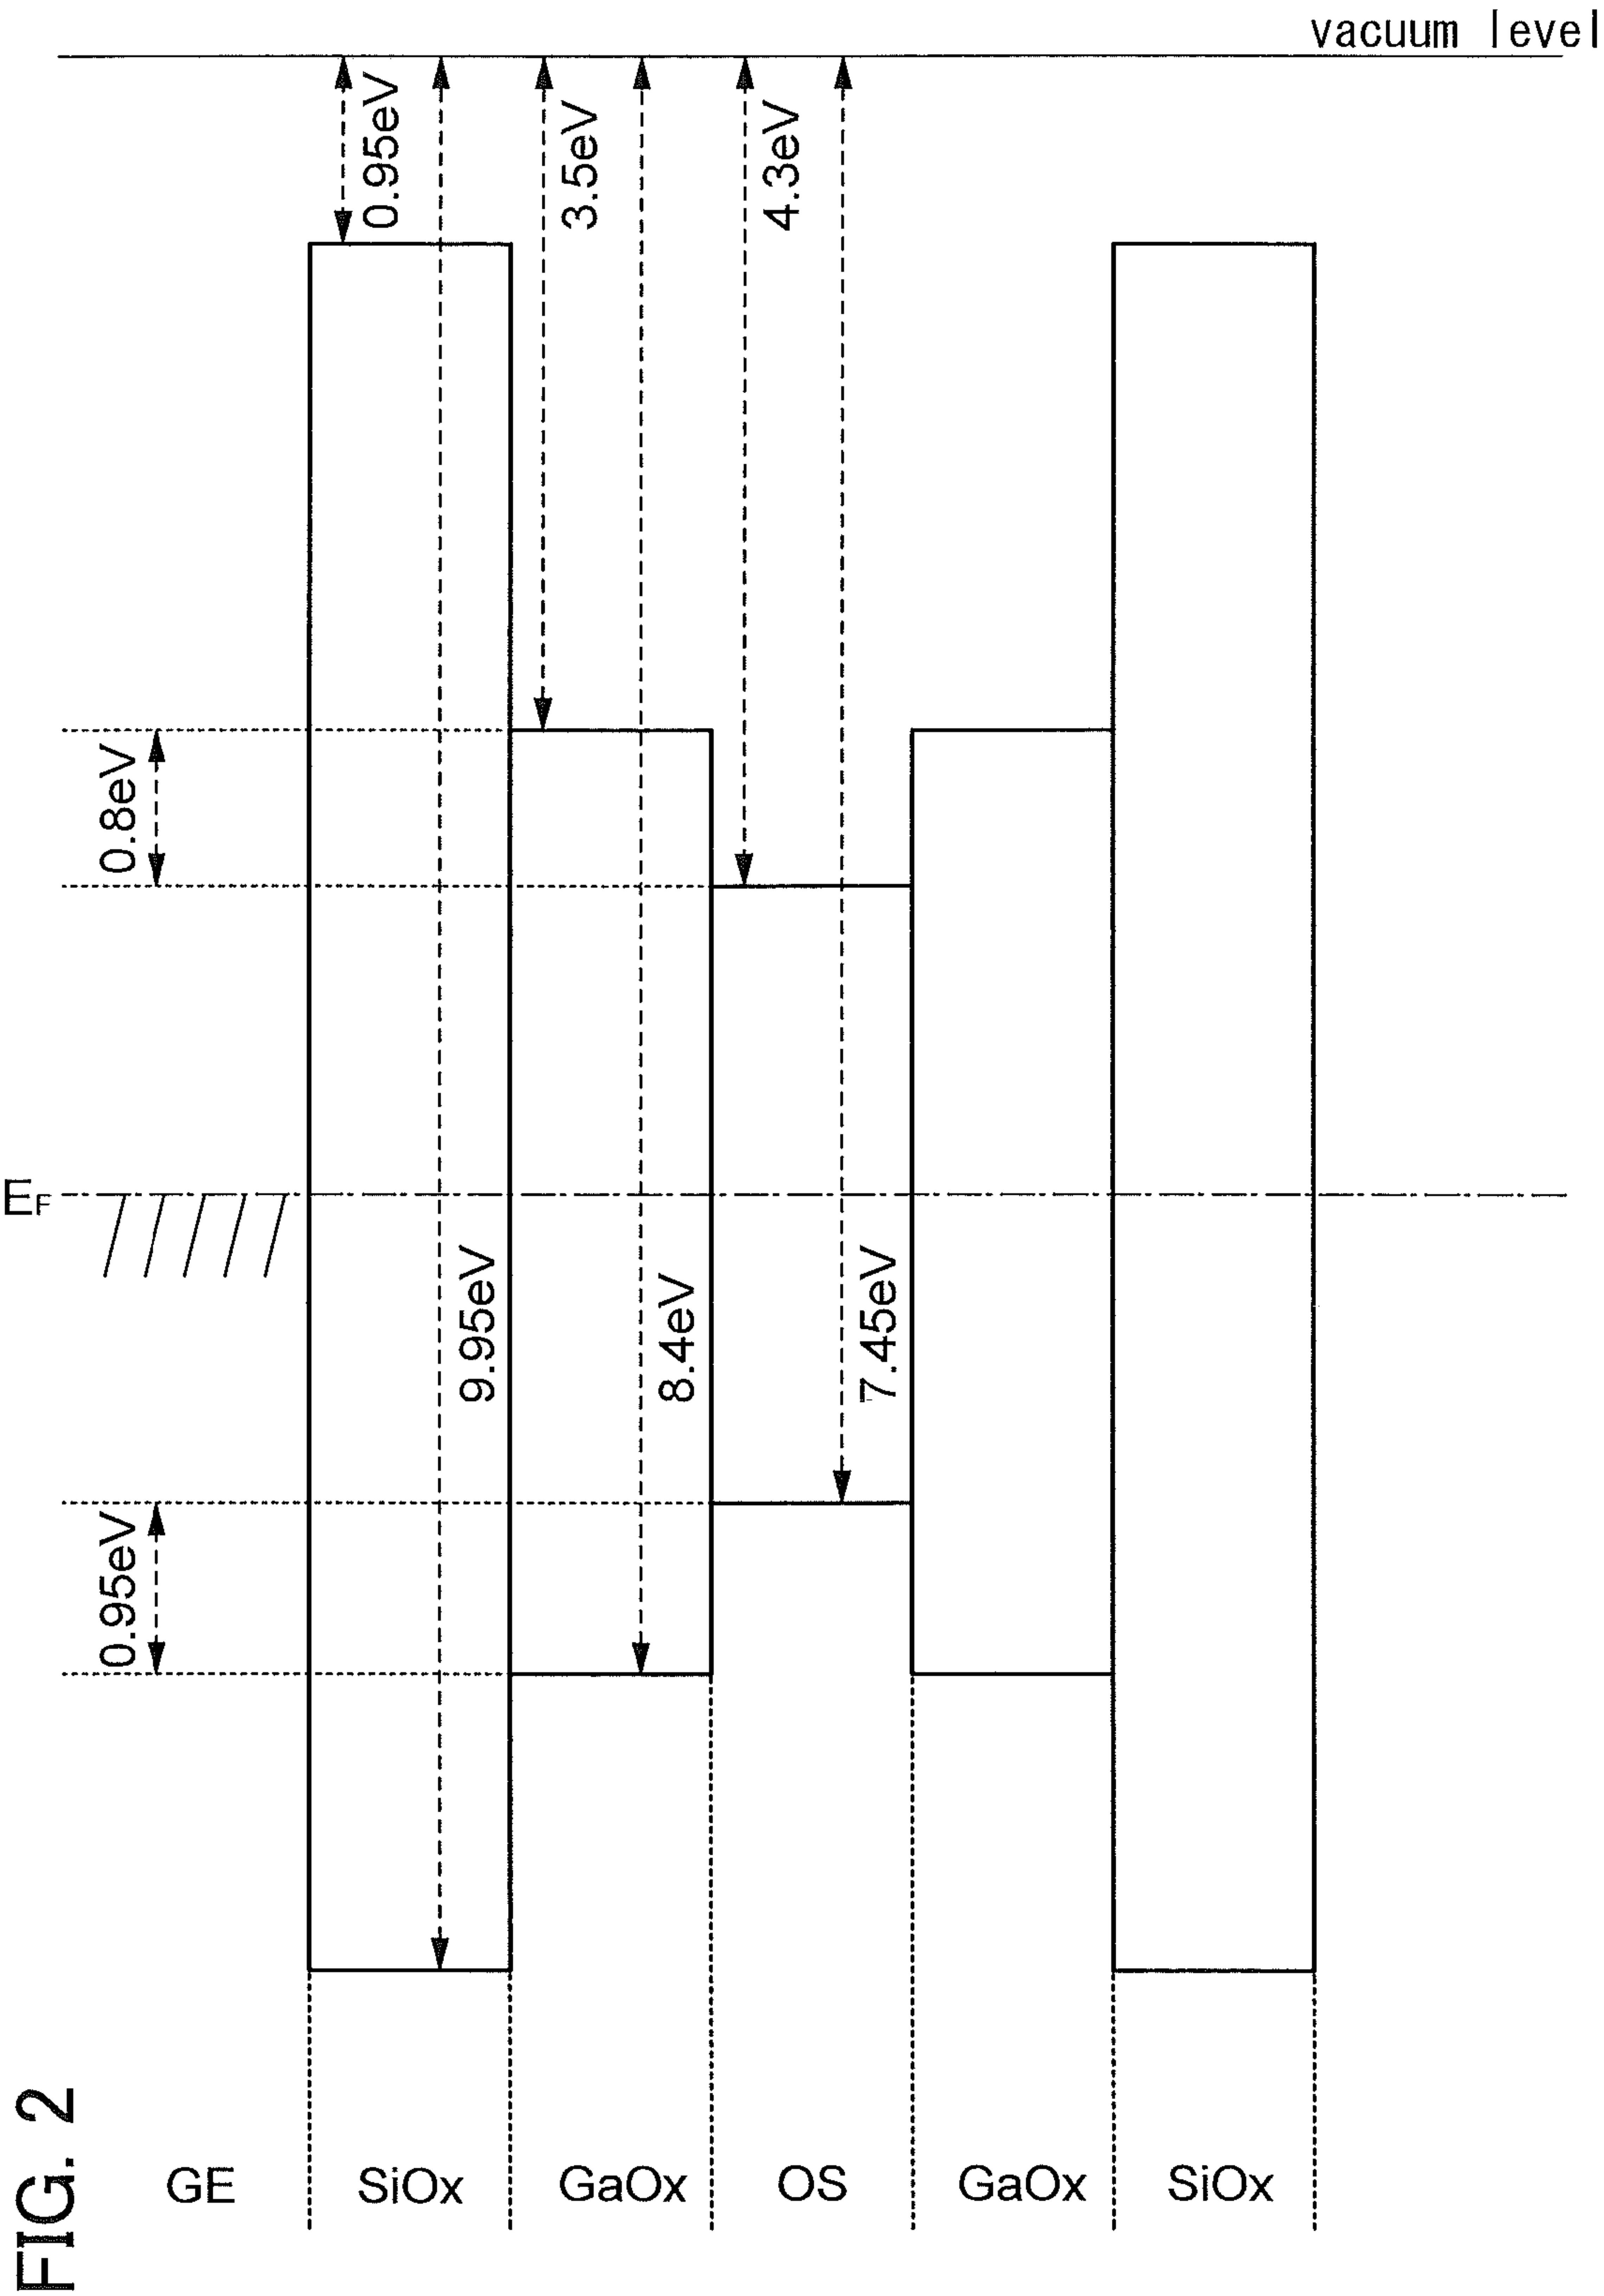 vacuum level
0.95eV
3.5eV
4.3eV
0.8eV
EF
9.95eV
8.4eV
7.45eV
0.95eV
GE
SiOx
GaOx
OS
GaOx
SiOx
FIG. 2